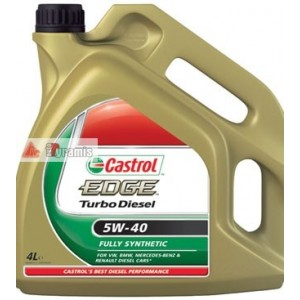 Pyramis
Castrol
EDGE
Turbo Diesel
5W-40
FULLY SYNTHETIC
FOR VW, BMW, MERCEDES-BENZ &
RENAULT DIESEL CARS*
4L
CASTROL'S BEST DIESEL PERFORMANCE